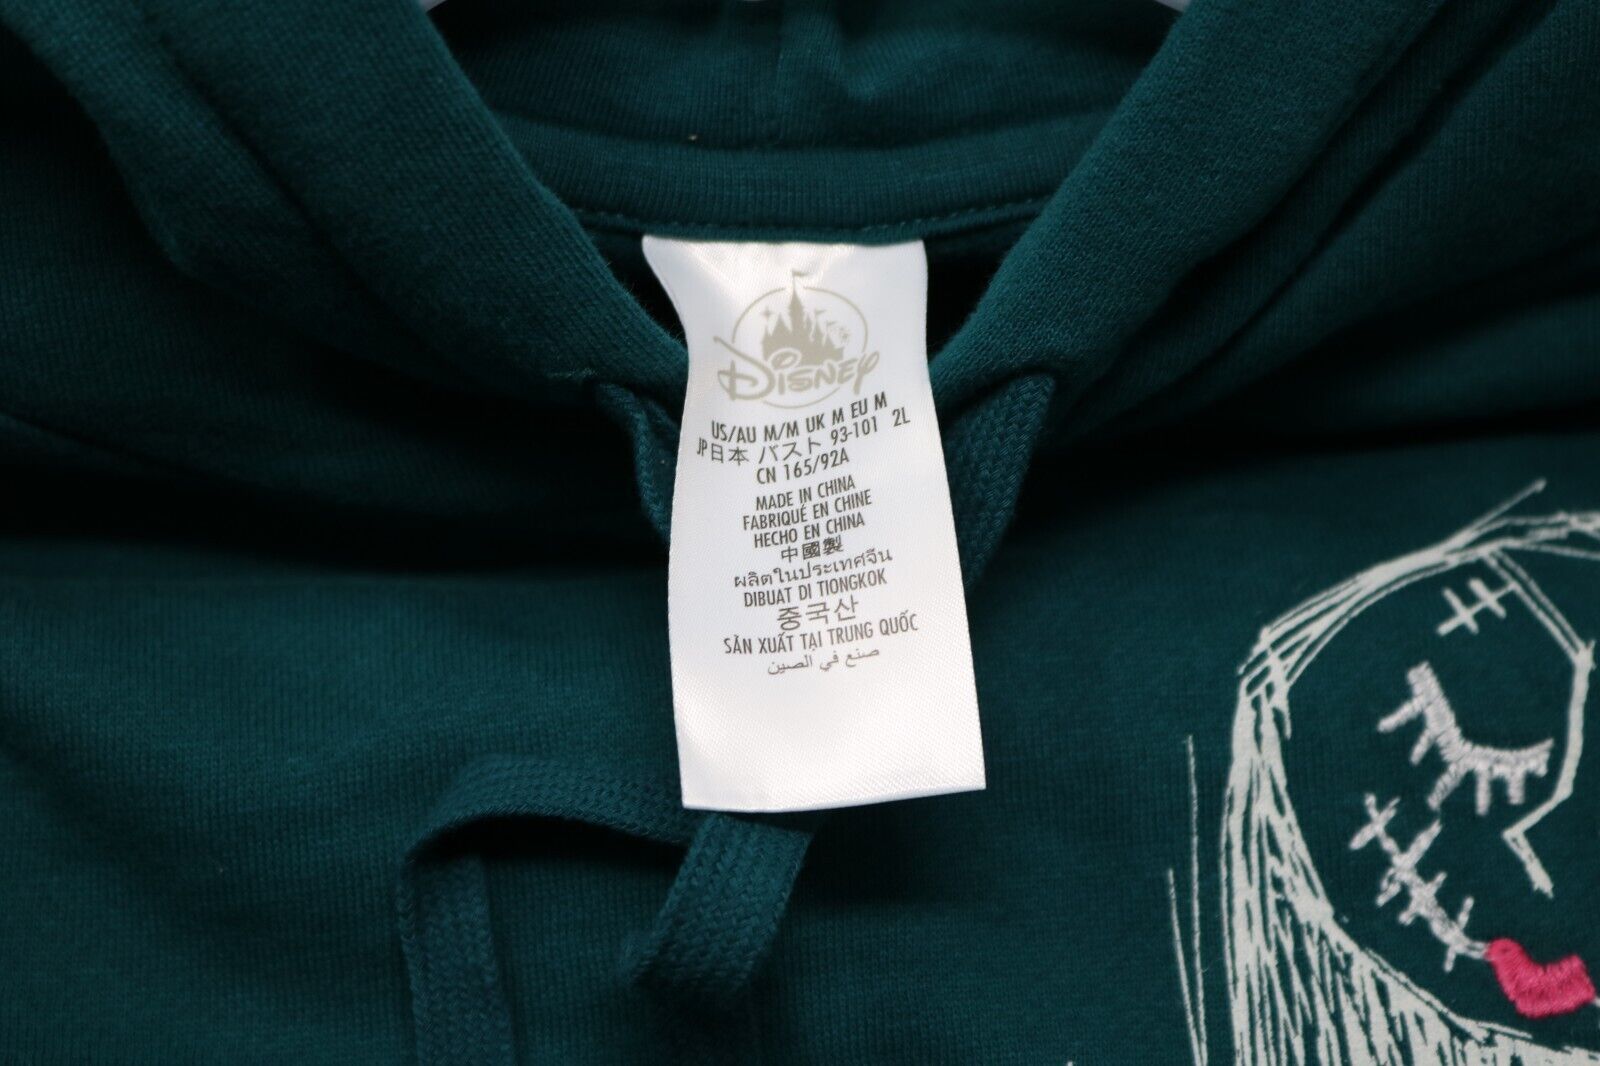 Disney
US/AU M/M UK M EU M
JP日本 バスト 93-101 2L
CN 165/92A
MADE IN CHINA
FABRIQUÉ EN CHINE
HECHO EN CHINA
中國製
ผลิตในประเทศจีน
DIBUAT DI TIONGKOK
중국산
SẢN XUẤT TẠI TRUNG QUỐC
صنع في الصين